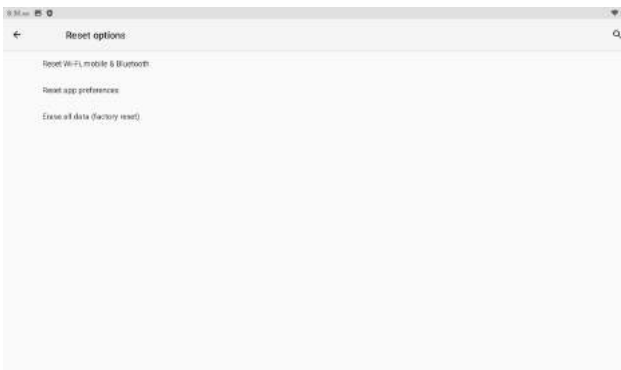 Reset options
Reset Wi-Fi, mobile & Bluetooth
Reset app preferences
Erase all data (factory reset)